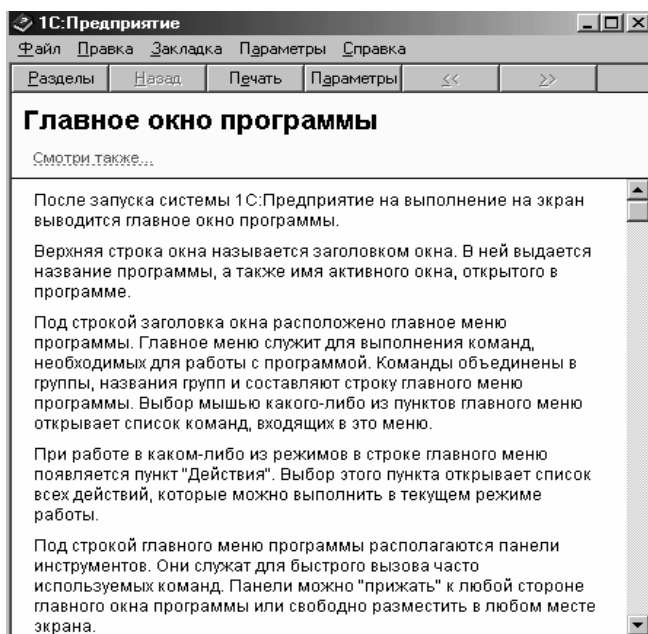 1С:Предприятие
Файл Правка Закладка Параметры Справка
Разделы Назад Печать Параметры << >>
Главное окно программы
Смотри также...
После запуска системы 1С:Предприятие на выполнение на экран
выводится главное окно программы.
Верхняя строка окна называется заголовком окна. В ней выдается
название программы, а также имя активного окна, открытого в
программе.
Под строкой заголовка окна расположено главное меню
программы. Главное меню служит для выполнения команд,
необходимых для работы с программой. Команды объединены в
группы, названия групп и составляют строку главного меню
программы. Выбор мышью какого-либо из пунктов главного меню
открывает список команд, входящих в это меню.
При работе в каком-либо из режимов в строке главного меню
появляется пункт "Действия". Выбор этого пункта открывает список
всех действий, которые можно выполнить в текущем режиме
работы.
Под строкой главного меню программы располагаются панели
инструментов. Они служат для быстрого вызова часто
используемых команд. Панели можно "прижать" к любой стороне
главного окна программы или свободно разместить в любом месте
экрана.